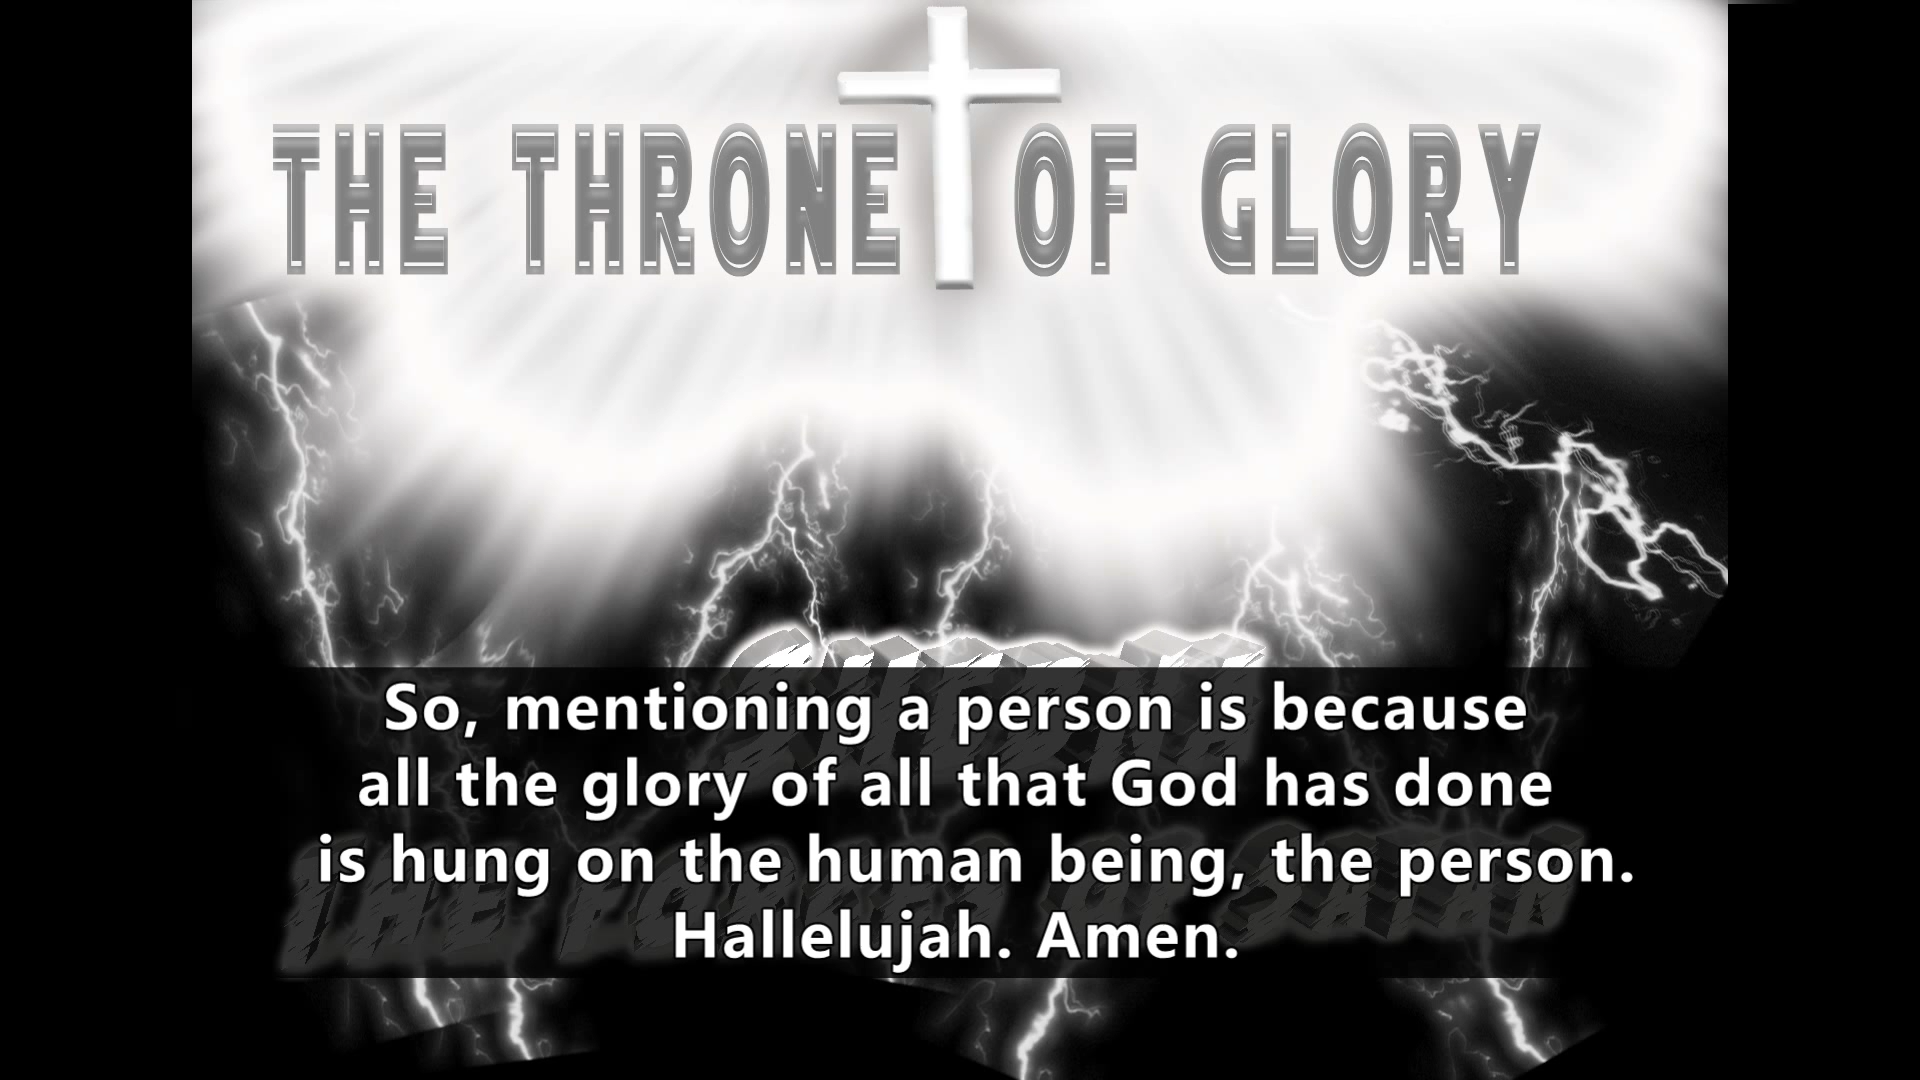 THE THRONE OF GLORY
So, mentioning a person is because
all the glory of all that God has done
is hung on the human being, the person.
Hallelujah. Amen.